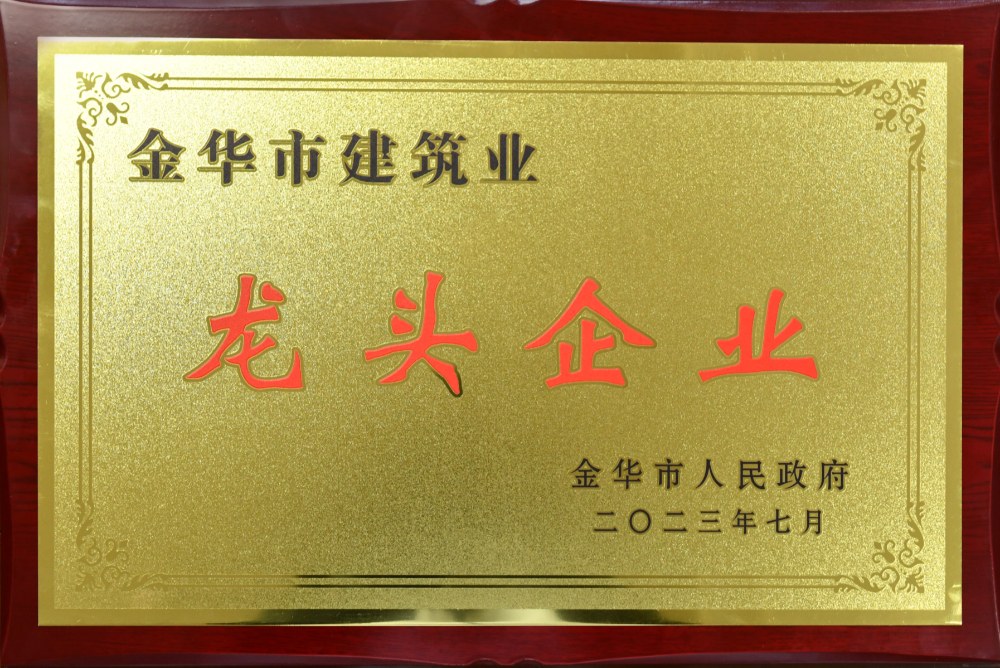 金华市建筑业
龙头企业
金华市人民政府
二〇二三年七月